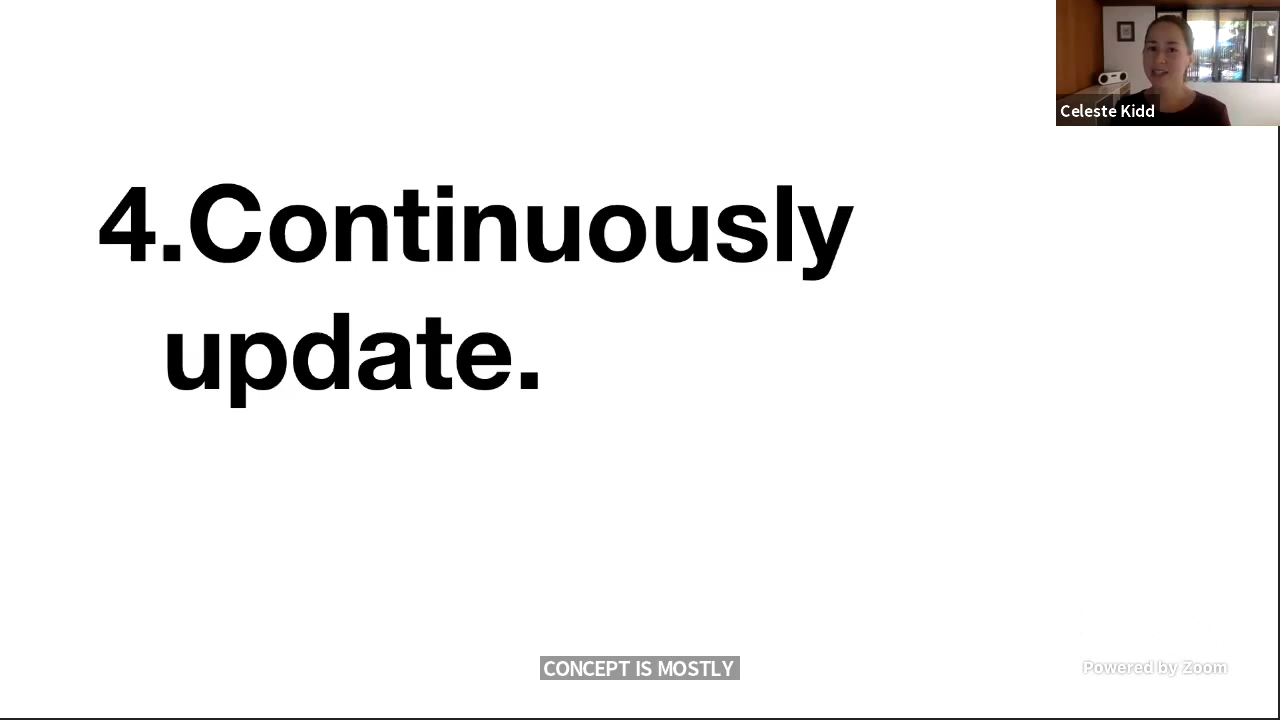 Celeste Kidd
4.Continuously
update.
CONCEPT IS MOSTLY
Powered by Zoom